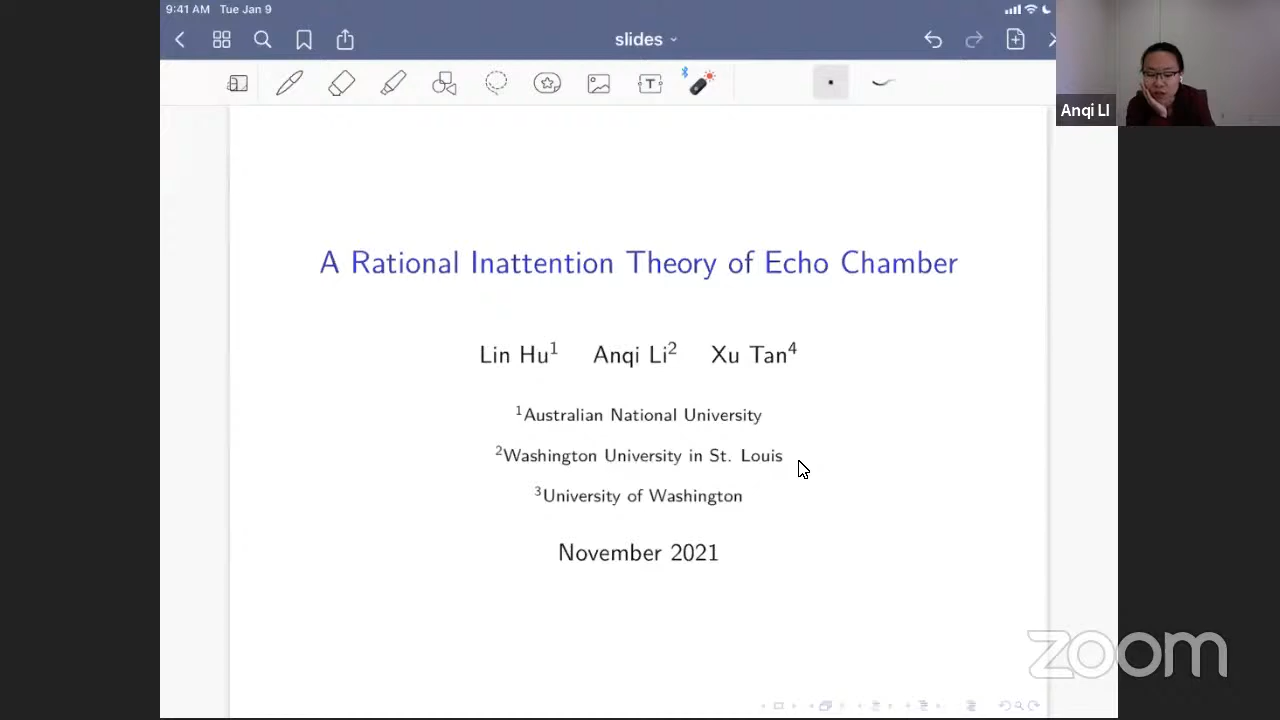 9:41 AM Tue Jan 9
slides
T
Anqi LI
A Rational Inattention Theory of Echo Chamber
Lin Hu¹ Anqi Li² Xu Tan⁴
¹Australian National University
²Washington University in St. Louis
³University of Washington
November 2021
zoom